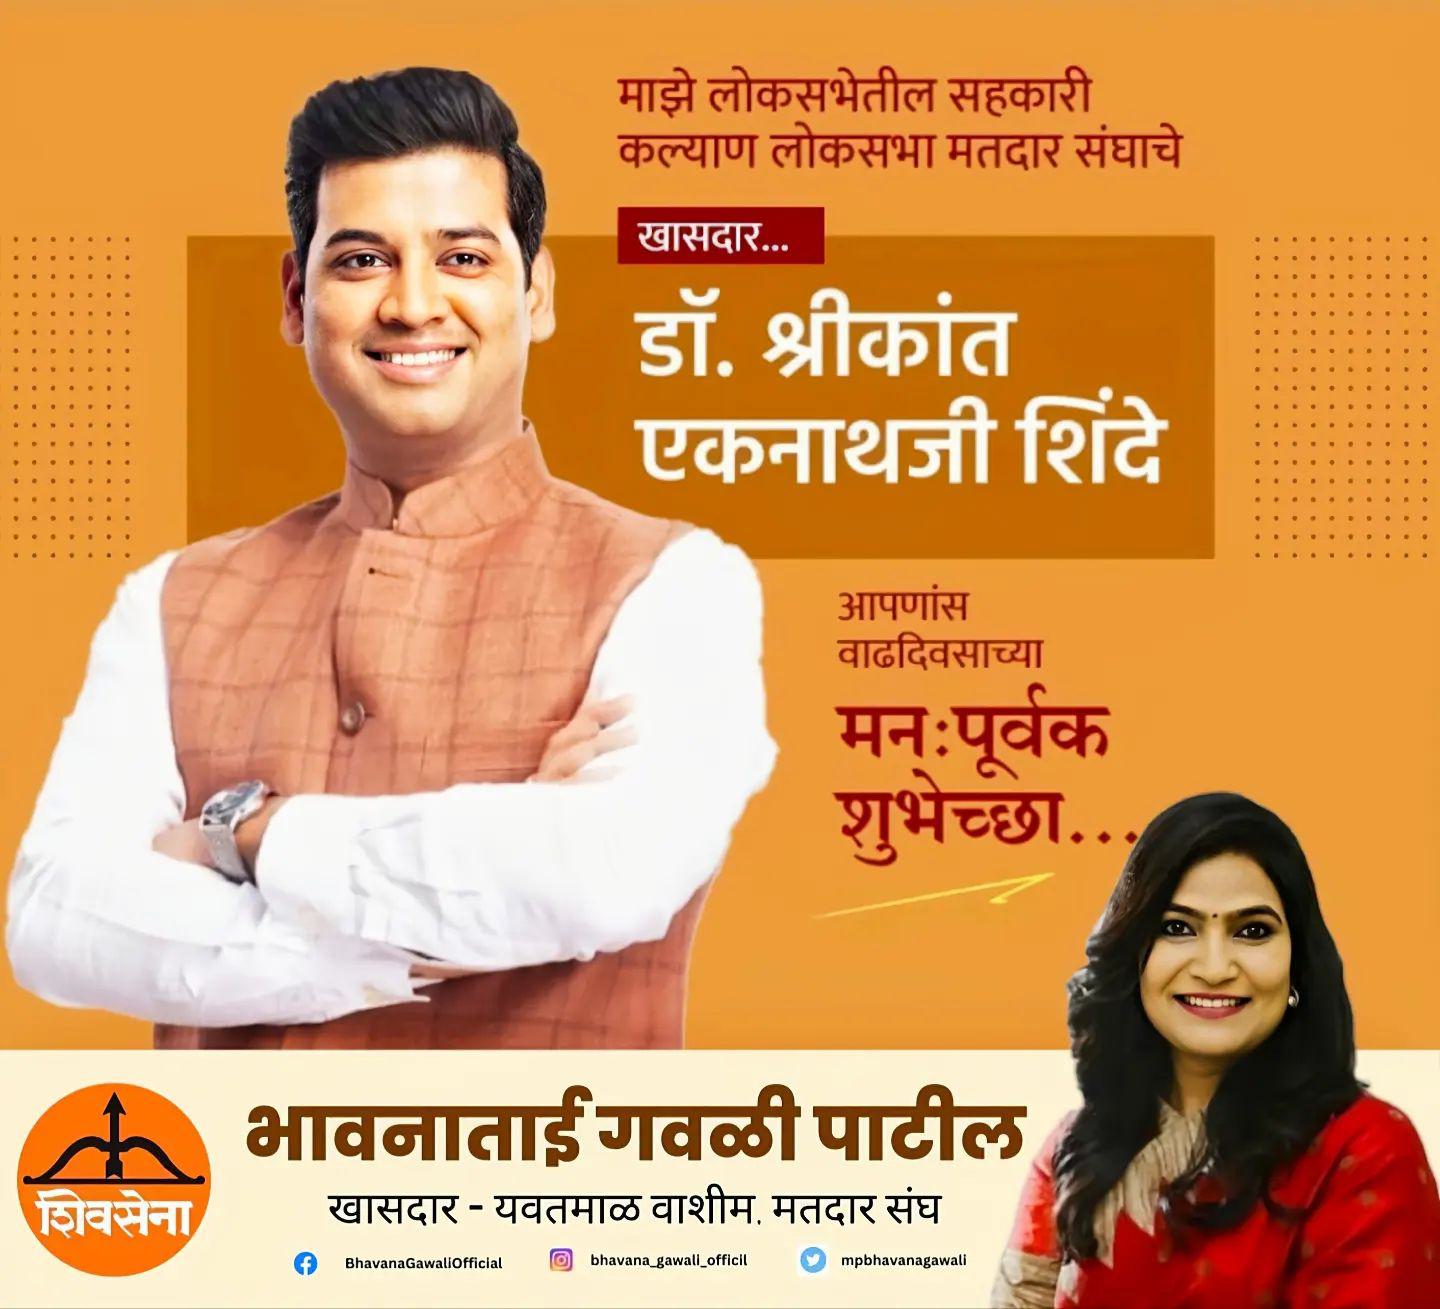 माझे लोकसभेतील सहकारी
कल्याण लोकसभा मतदार संघाचे
खासदार...
डॉ. श्रीकांत
एकनाथजी शिंदे
आपणांस
वाढदिवसाच्या
मनःपूर्वक
शुभेच्छा...
भावनाताई गवळी पाटील
खासदार - यवतमाळ वाशीम. मतदार संघ
शिवसेना
BhavanaGawaliOfficial bhavana_gawali_officil mpbhavanagawali